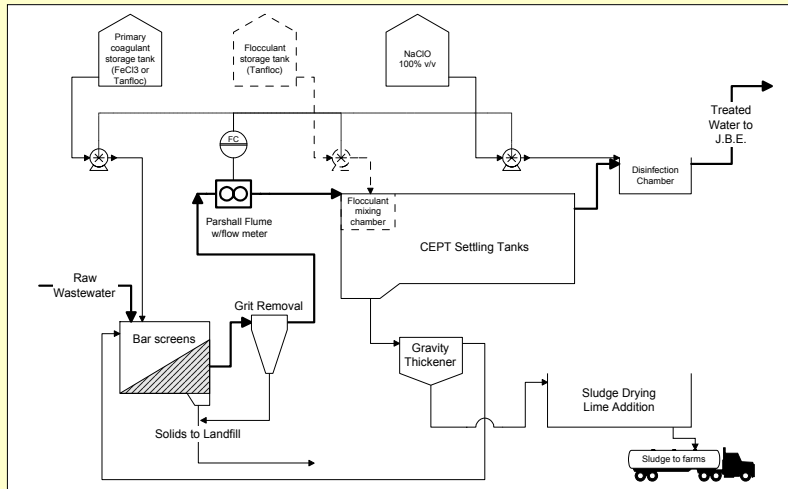 Primary
coagulant
storage tank
(FeCl3 or
Tanfloc)
Flocculant
storage tank
(Tanfloc)
NaClO
100% v/v
Treated
Water to
J.B.E.
FC
Disinfection
Chamber
Flocculant
mixing
chamber
Parshall Flume
w/flow meter
CEPT Settling Tanks
Raw
Wastewater
Grit Removal
Bar screens
Gravity
Thickener
Sludge Drying
Lime Addition
Solids to Landfill
Sludge to farms